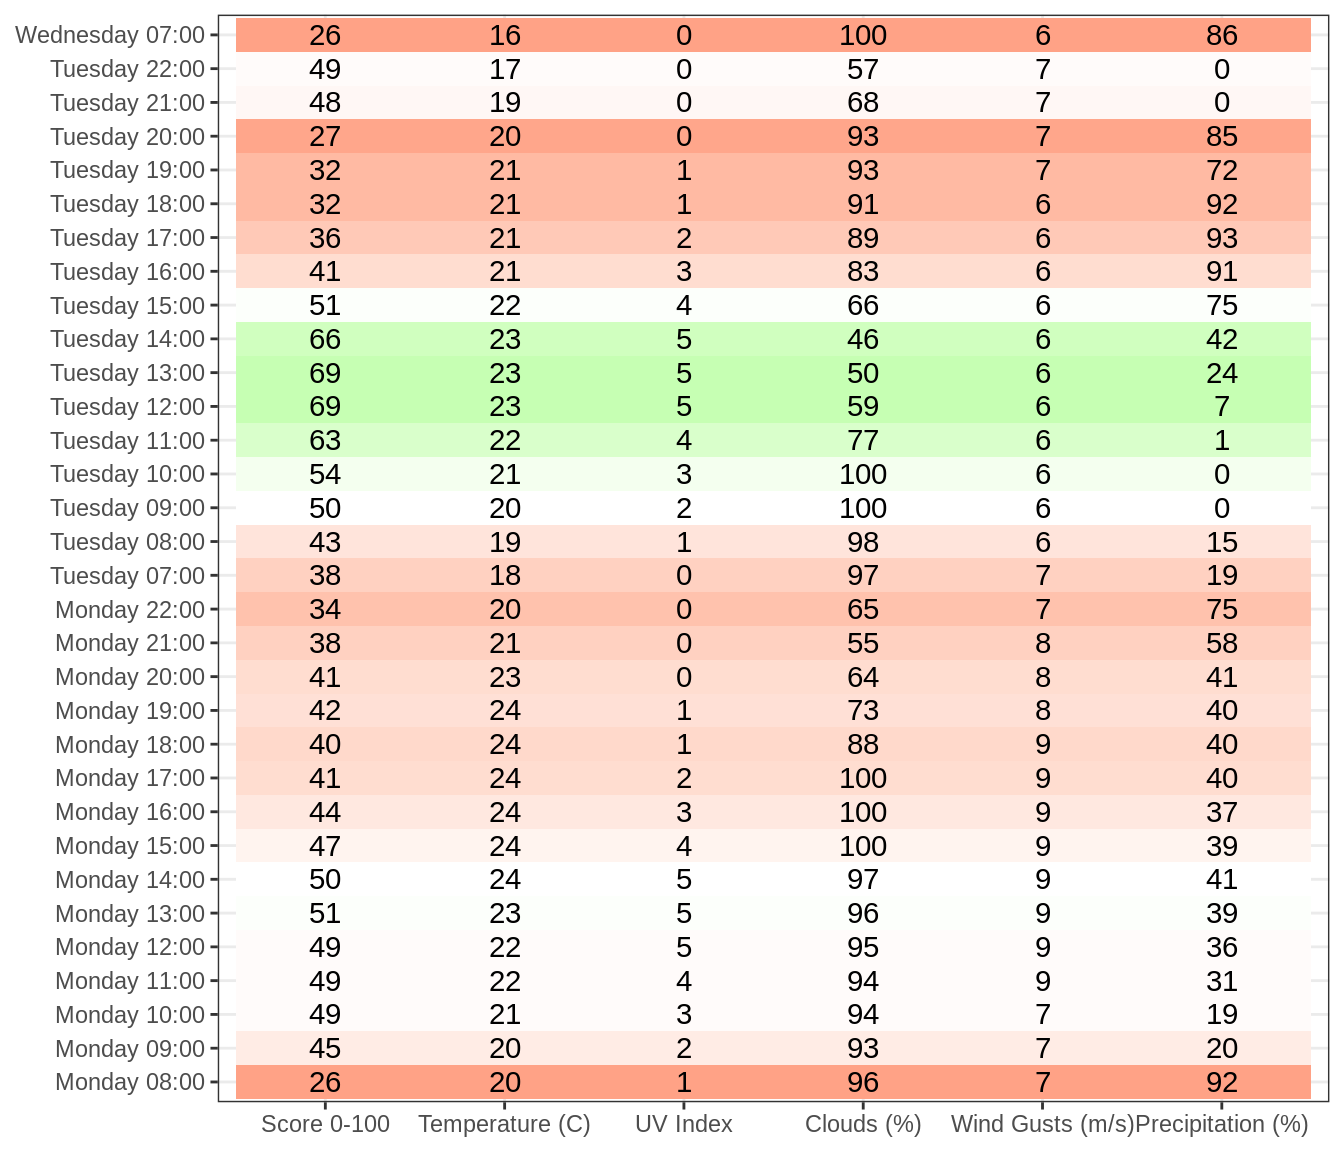 Wednesday 07:00 26 16 0 100 6 86
Tuesday 22:00 49 17 0 57 7 0
Tuesday 21:00 48 19 0 68 7 0
Tuesday 20:00 27 20 0 93 7 85
Tuesday 19:00 32 21 1 93 7 72
Tuesday 18:00 32 21 1 91 6 92
Tuesday 17:00 36 21 2 89 6 93
Tuesday 16:00 41 21 3 83 6 91
Tuesday 15:00 51 22 4 66 6 75
Tuesday 14:00 66 23 5 46 6 42
Tuesday 13:00 69 23 5 50 6 24
Tuesday 12:00 69 23 5 59 6 7
Tuesday 11:00 63 22 4 77 6 1
Tuesday 10:00 54 21 3 100 6 0
Tuesday 09:00 50 20 2 100 6 0
Tuesday 08:00 43 19 1 98 6 15
Tuesday 07:00 38 18 0 97 7 19
Monday 22:00 34 20 0 65 7 75
Monday 21:00 38 21 0 55 8 58
Monday 20:00 41 23 0 64 8 41
Monday 19:00 42 24 1 73 8 40
Monday 18:00 40 24 1 88 9 40
Monday 17:00 41 24 2 100 9 40
Monday 16:00 44 24 3 100 9 37
Monday 15:00 47 24 4 100 9 39
Monday 14:00 50 24 5 97 9 41
Monday 13:00 51 23 5 96 9 39
Monday 12:00 49 22 5 95 9 36
Monday 11:00 49 22 4 94 9 31
Monday 10:00 49 21 3 94 7 19
Monday 09:00 45 20 2 93 7 20
Monday 08:00 26 20 1 96 7 92
Score 0-100 Temperature (C) UV Index Clouds (%) Wind Gusts (m/s) Precipitation (%)